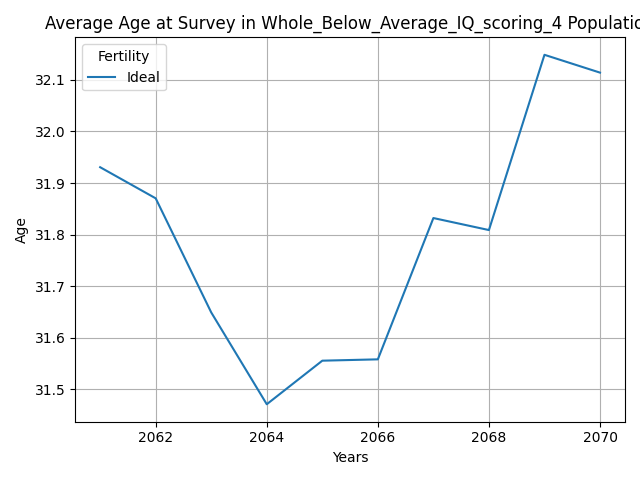 Average Age at Survey in Whole_Below_Average_IQ_scoring_4 Populatio
Fertility
Ideal
32.1
32.0
31.9
31.8
31.7
31.6
31.5
Age
2062 2064 2066 2068 2070
Years